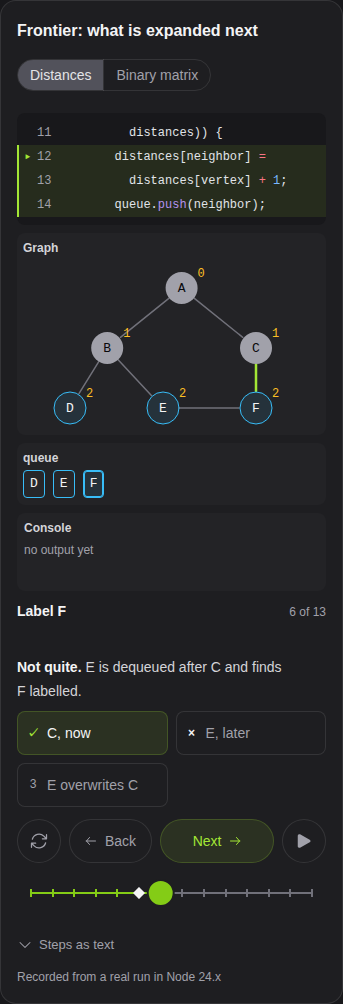 Frontier: what is expanded next
Distances Binary matrix
11 distances)) {
▸ 12 distances[neighbor] =
13 distances[vertex] + 1;
14 queue.push(neighbor);
Graph
A 0
B 1 C 1
D 2 E 2 F 2
queue
D E F
Console
no output yet
Label F 6 of 13
Not quite. E is dequeued after C and finds
F labelled.
✓ C, now × E, later
3 E overwrites C
← Back Next →
Steps as text
Recorded from a real run in Node 24.x